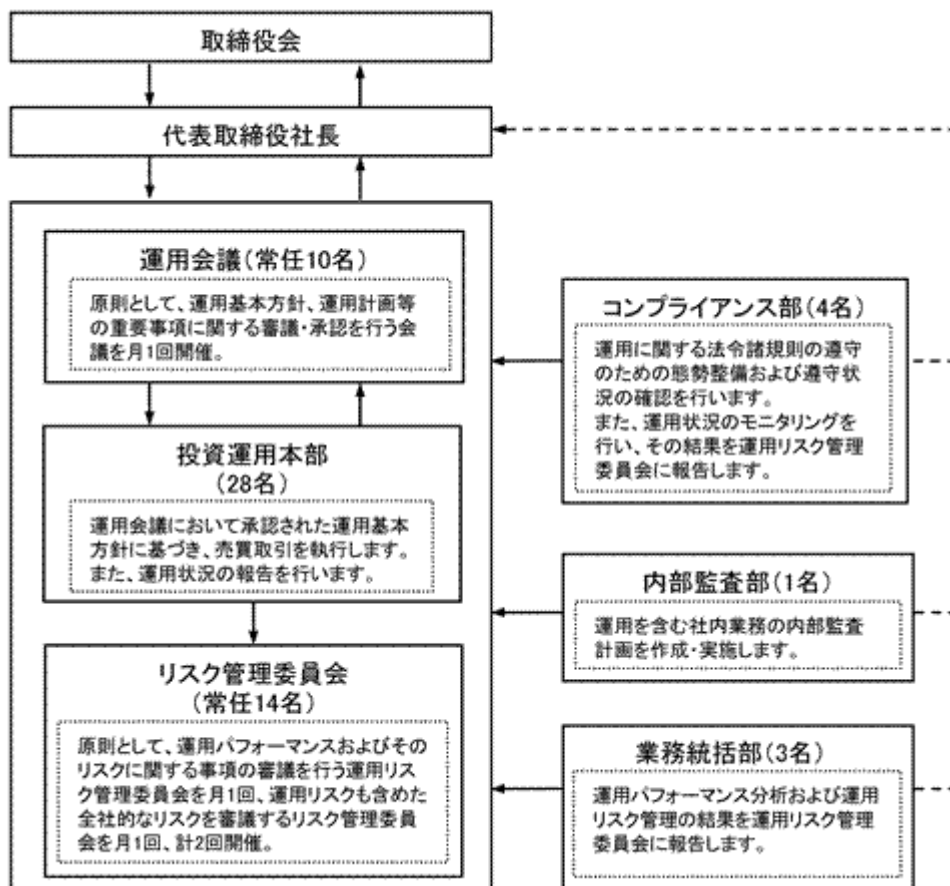 取締役会
代表取締役社長
運用会議(常任10名)
原則として、運用基本方針、運用計画等
の重要事項に関する審議・承認を行う会
議を月1回開催。
投資運用本部
(28名)
運用会議において承認された運用基本
方針に基づき、売買取引を執行します。
また、運用状況の報告を行います。
リスク管理委員会
(常任14名)
原則として、運用パフォーマンスおよびその
リスクに関する事項の審議を行う運用リス
ク管理委員会を月1回、運用リスクも含めた
全社的なリスクを審議するリスク管理委員
会を月1回、計2回開催。
コンプライアンス部(4名)
運用に関する法令諸規則の遵守
のための態勢整備および遵守状
況の確認を行います。
また、運用状況のモニタリングを
行い、その結果を運用リスク管理
委員会に報告します。
内部監査部(1名)
運用を含む社内業務の内部監査
計画を作成・実施します。
業務統括部(3名)
運用パフォーマンス分析および運用
リスク管理の結果を運用リスク管理
委員会に報告します。